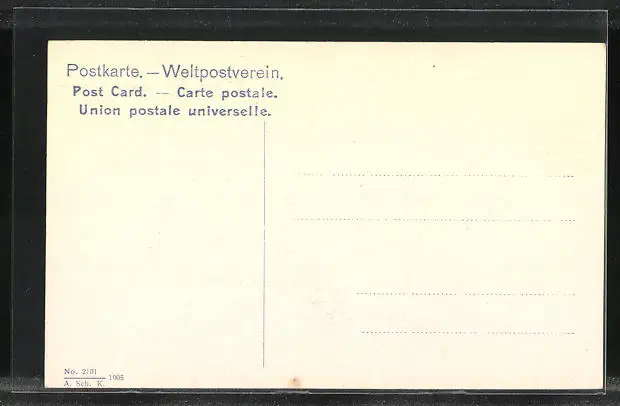 Postkarte. — Weltpostverein.
Post Card. — Carte postale.
Union postale universelle.
No. 2101
A. Sch. K.
1905